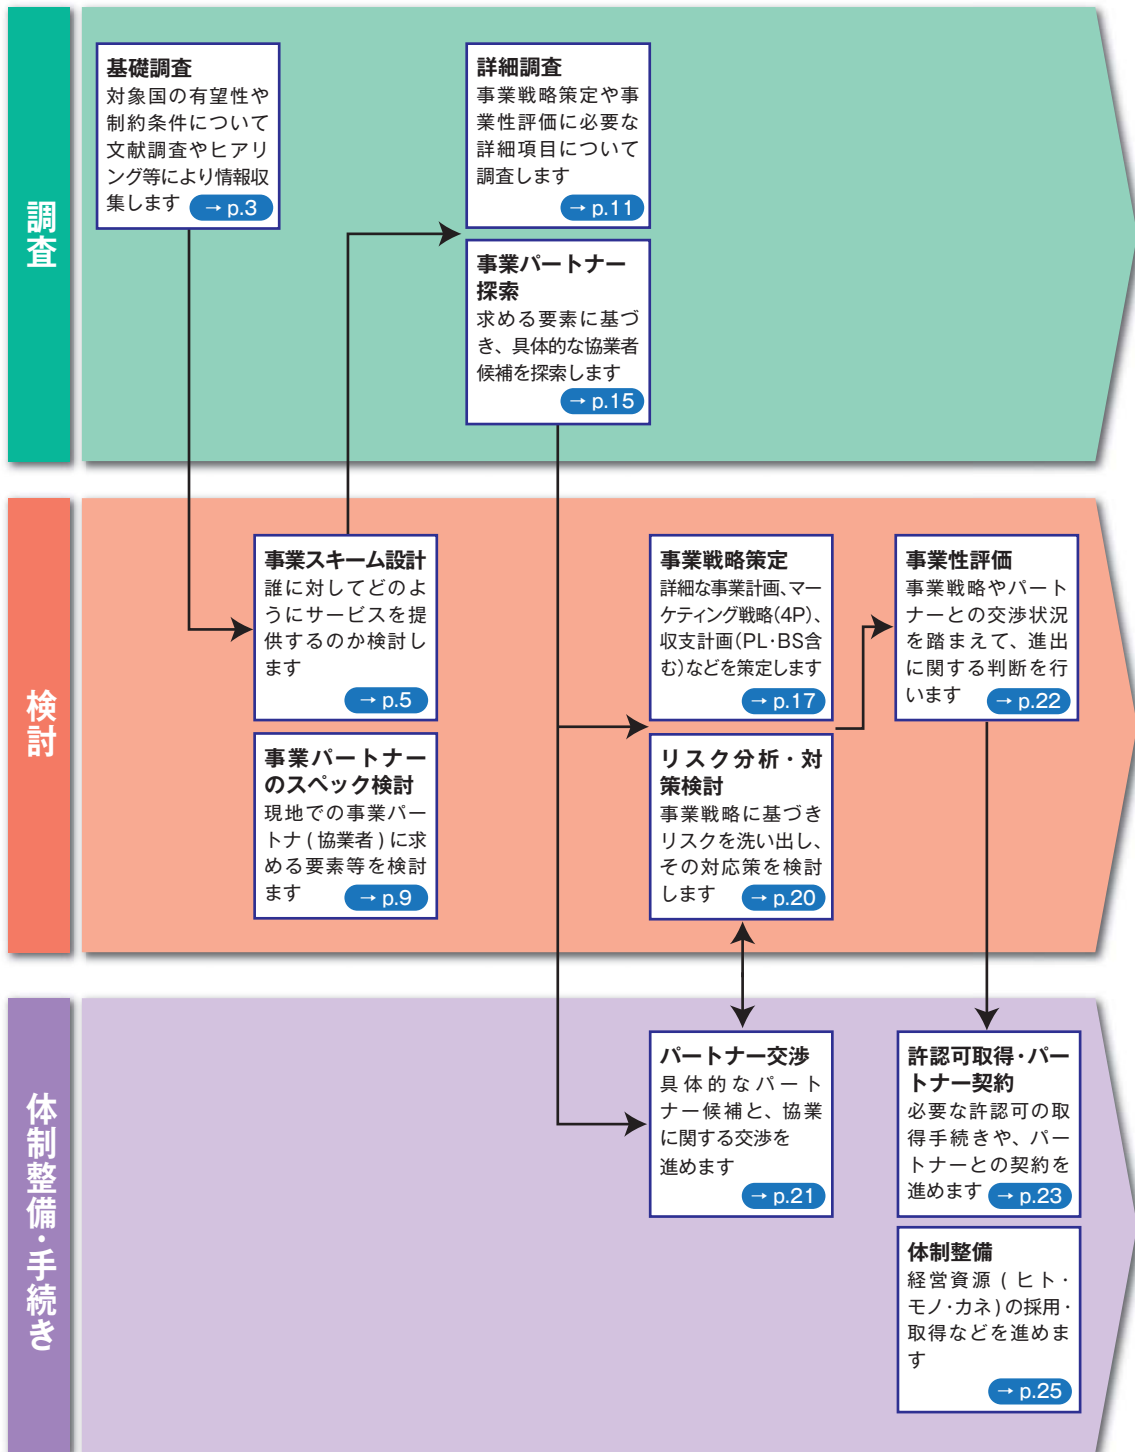 調査
基礎調査
対象国の有望性や
制約条件について
文献調査やヒアリ
ング等により情報収
集します
→ p.3
詳細調査
事業戦略策定や事
業性評価に必要な
詳細項目について
調査します
→ p.11
事業パートナー
探索
求める要素に基づ
き、具体的な協業者
候補を探索します
→ p.15
検討
事業スキーム設計
誰に対してどのよ
うにサービスを提
供するのか検討し
ます
→ p.5
事業パートナー
のスペック検討
現地での事業パー
トナ(協業者)に求
める要素等を検討
ます
→ p.9
事業戦略策定
詳細な事業計画、マー
ケティング戦略(4P)、
収支計画(PL・BS含
む)などを策定します
→ p.17
リスク分析・対
策検討
事業戦略に基づき
リスクを洗い出し、
その対応策を検討
します
→ p.20
事業性評価
事業戦略やパート
ナーとの交渉状況
を踏まえて、進出
に関する判断を行
います
→ p.22
体制整備・手続き
パートナー交渉
具体的なパート
ナー候補と、協業
に関する交渉を
進めます
→ p.21
許認可取得・パー
トナー契約
必要な許認可の取
得手続きや、パー
トナーとの契約を
進めます
→ p.23
体制整備
経営資源(ヒト・
モノ・カネ)の採用・
取得などを進めま
す
→ p.25